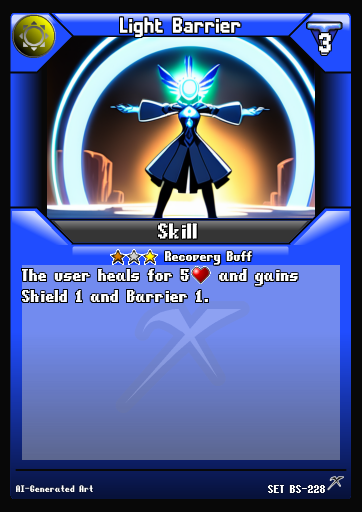 Light Barrier
3
Skill
Recovery Buff
The user heals for 5 and gains
Shield 1 and Barrier 1.
AI-Generated Art
SET BS-228